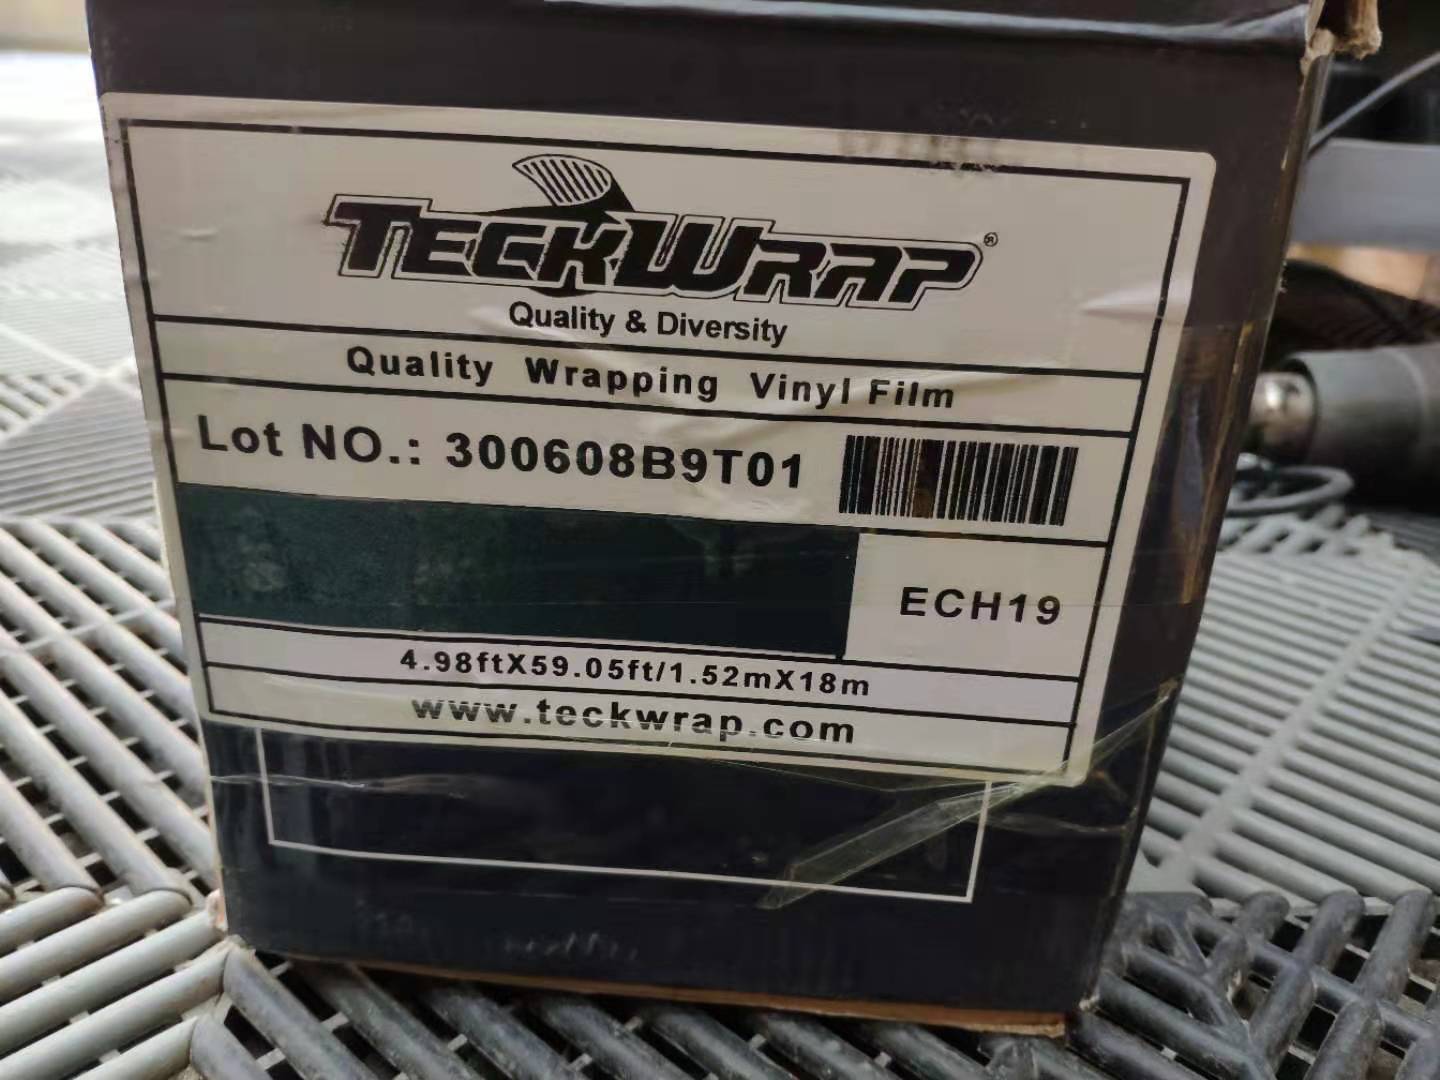 TECKWRAP®
Quality & Diversity
Quality Wrapping Vinyl Film
Lot NO.: 300608B9T01
ECH19
4.98ftX59.05ft/1.52mX18m
www.teckwrap.com